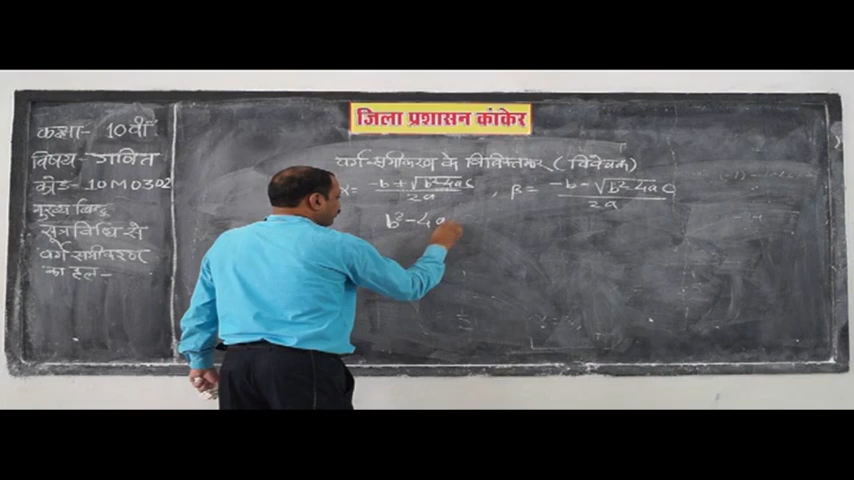 जिला प्रशासन कांकेर
कक्षा- 10वीं
विषय- गणित
कोड- 10M0302
मुख्य बिन्दु
सूत्रविधि से
वर्ग समीकरण
का हल-
वर्ग-समीकरण के विविक्तकर (विवेचक)
α = (-b + √(b²-4ac))/2a , β = (-b - √(b²-4ac))/2a
b²-4a